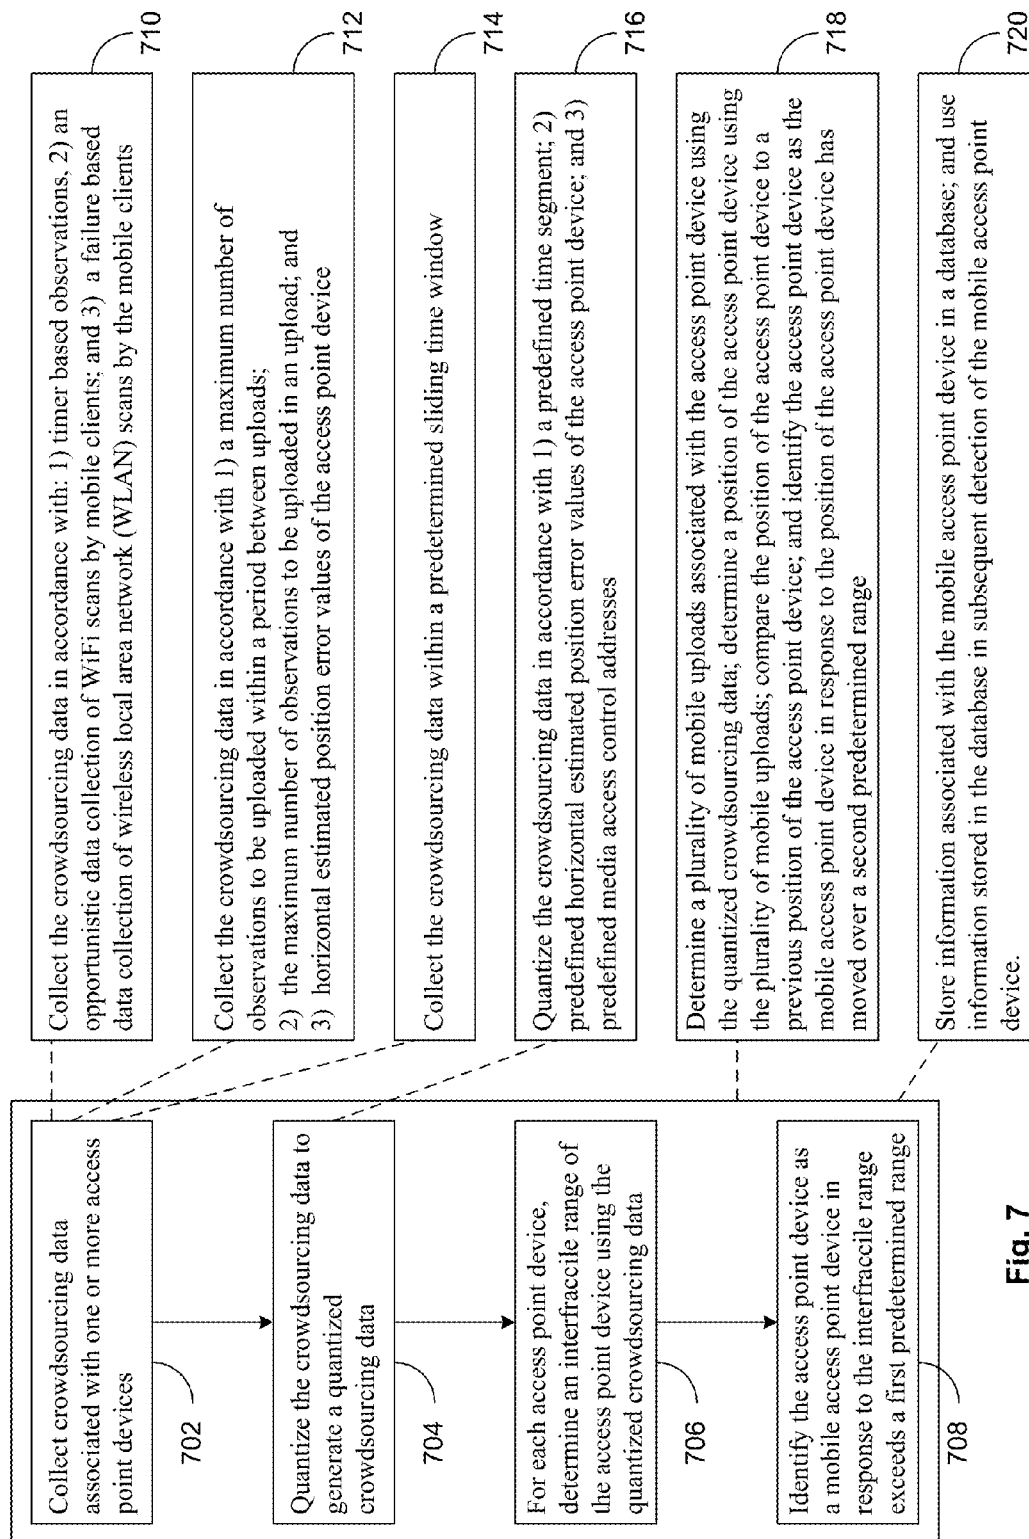 Collect crowdsourcing data
associated with one or more access
point devices
702
Quantize the crowdsourcing data to
generate a quantized
crowdsourcing data
704
For each access point device,
determine an interfraccile range of
the access point device using the
quantized crowdsourcing data
706
Identify the access point device as
a mobile access point device in
response to the interfraccile range
exceeds a first predetermined range
708
Collect the crowdsourcing data in accordance with: 1) timer based observations, 2) an
opportunistic data collection of WiFi scans by mobile clients; and 3) a failure based
data collection of wireless local area network (WLAN) scans by the mobile clients
710
Collect the crowdsourcing data in accordance with 1) a maximum number of
observations to be uploaded within a period between uploads;
2) the maximum number of observations to be uploaded in an upload; and
3) horizontal estimated position error values of the access point device
712
Collect the crowdsourcing data within a predetermined sliding time window
714
Quantize the crowdsourcing data in accordance with 1) a predefined time segment; 2)
predefined horizontal estimated position error values of the access point device; and 3)
predefined media access control addresses
716
Determine a plurality of mobile uploads associated with the access point device using
the quantized crowdsourcing data; determine a position of the access point device using
the plurality of mobile uploads; compare the position of the access point device to a
previous position of the access point device; and identify the access point device as the
mobile access point device in response to the position of the access point device has
moved over a second predetermined range
718
Store information associated with the mobile access point device in a database; and use
information stored in the database in subsequent detection of the mobile access point
device.
720
Fig. 7